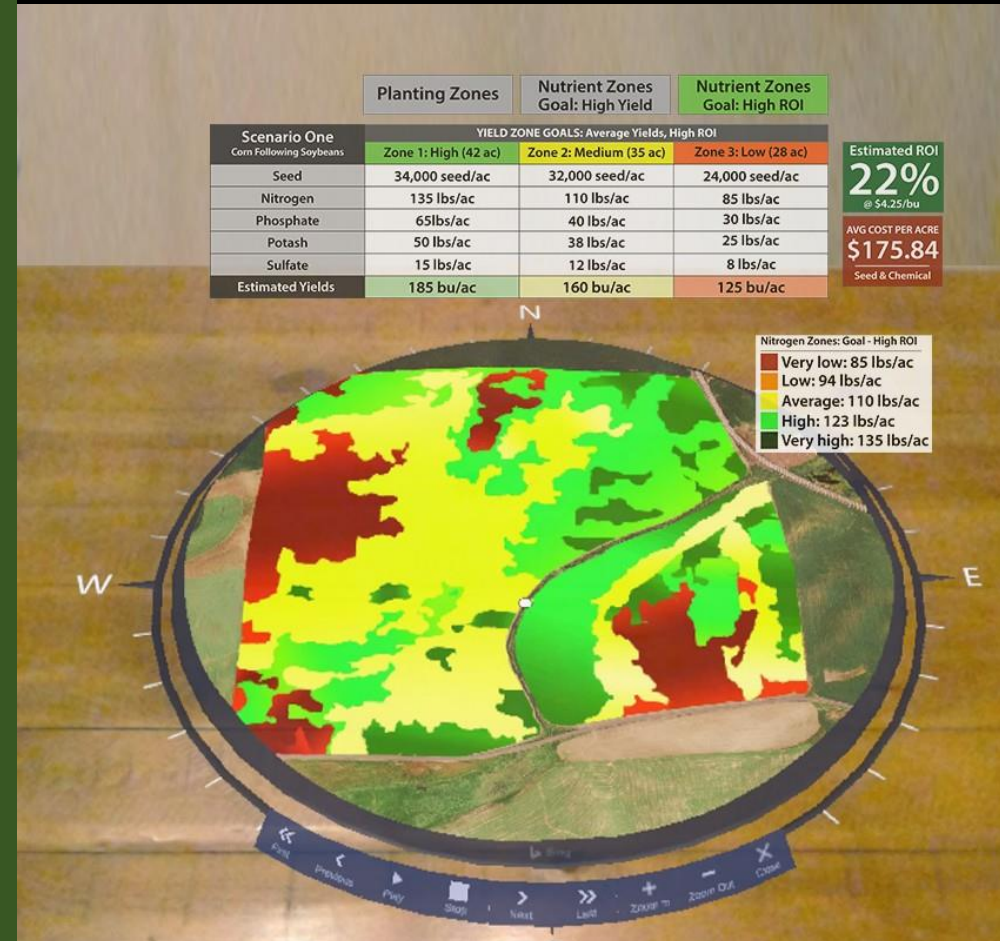 Planting Zones
Nutrient Zones
Goal: High Yield
Nutrient Zones
Goal: High ROI
Scenario One
Corn Following Soybeans
YIELD ZONE GOALS: Average Yields, High ROI
Zone 1: High (42 ac) Zone 2: Medium (35 ac) Zone 3: Low (28 ac)
Seed 34,000 seed/ac 32,000 seed/ac 24,000 seed/ac
Nitrogen 135 lbs/ac 110 lbs/ac 85 lbs/ac
Phosphate 65lbs/ac 40 lbs/ac 30 lbs/ac
Potash 50 lbs/ac 38 lbs/ac 25 lbs/ac
Sulfate 15 lbs/ac 12 lbs/ac 8 lbs/ac
Estimated Yields 185 bu/ac 160 bu/ac 125 bu/ac
Estimated ROI
22%
@ $4.25/bu
AVG COST PER ACRE
$175.84
Seed & Chemical
N
Nitrogen Zones: Goal - High ROI
Very low: 85 lbs/ac
Low: 94 lbs/ac
Average: 110 lbs/ac
High: 123 lbs/ac
Very high: 135 lbs/ac
W
E
Bing
First Previous Play Stop Next Last Zoom In Zoom Out Close